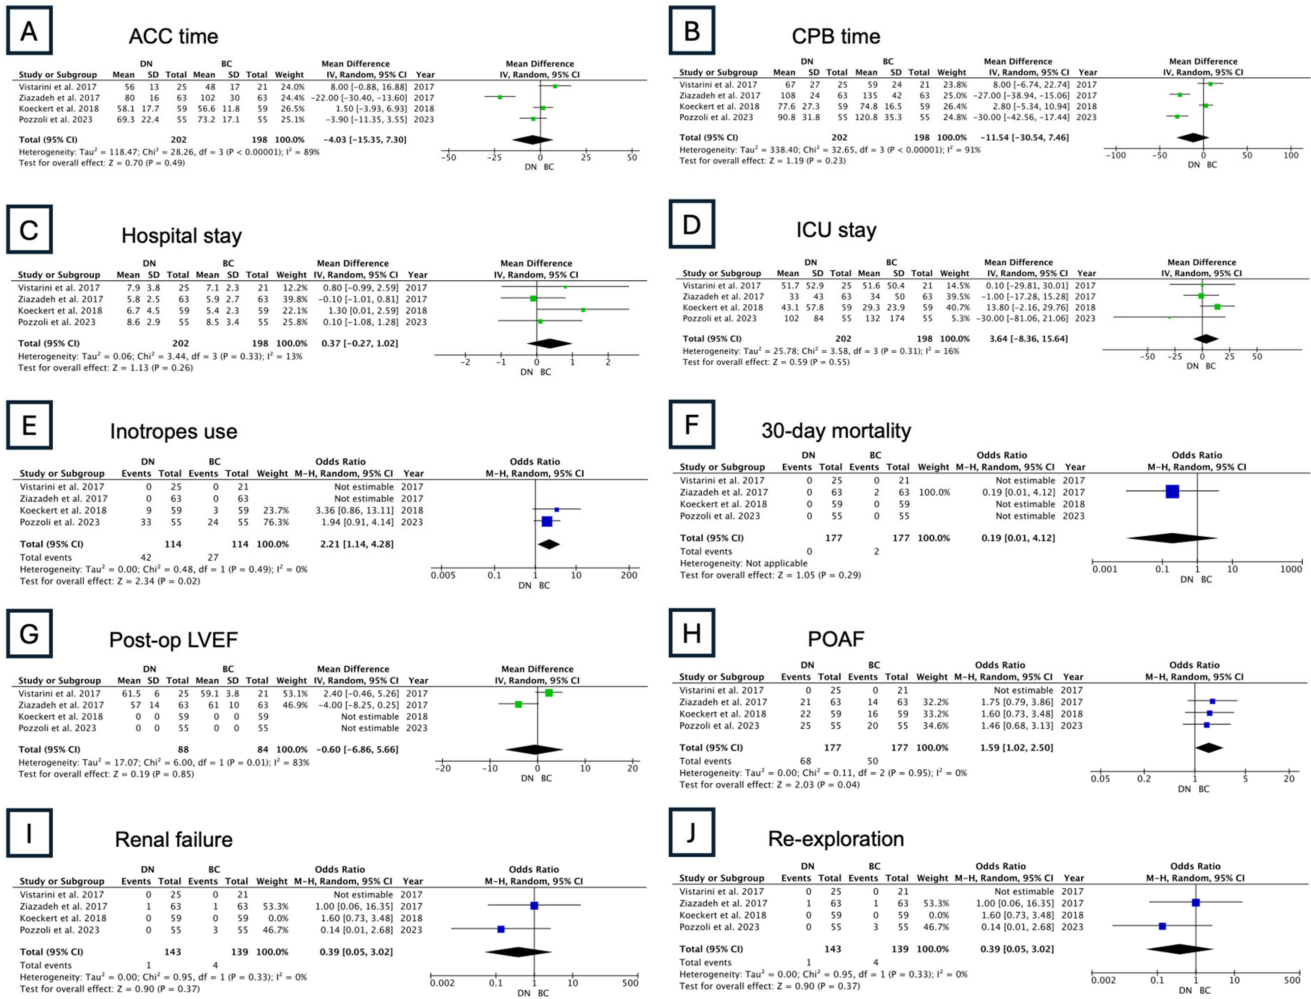 A
ACC time
DN BC Mean Difference Mean Difference
Study or Subgroup Mean SD Total Mean SD Total Weight IV, Random, 95% CI Year IV, Random, 95% CI
Vistarini et al. 2017 56 13 25 48 17 21 24.0% 8.00 [−0.88, 16.88] 2017
Ziazadeh et al. 2017 80 16 63 102 30 63 24.4% −22.00 [−30.40, −13.60] 2017
Koeckert et al. 2018 58.1 17.7 59 56.6 11.8 59 26.5% 1.50 [−3.93, 6.93] 2018
Pozzoli et al. 2023 69.3 22.4 55 73.2 17.1 55 25.1% −3.90 [−11.35, 3.55] 2023
Total (95% CI) 202 198 100.0% −4.03 [−15.35, 7.30]
Heterogeneity: Tau² = 118.47; Chi² = 28.26, df = 3 (P < 0.00001); I² = 89%
Test for overall effect: Z = 0.70 (P = 0.49)
−50 −25 0 25 50
DN BC
B
CPB time
DN BC Mean Difference Mean Difference
Study or Subgroup Mean SD Total Mean SD Total Weight IV, Random, 95% CI Year IV, Random, 95% CI
Vistarini et al. 2017 67 27 25 59 24 21 23.8% 8.00 [−6.74, 22.74] 2017
Ziazadeh et al. 2017 108 24 63 135 42 63 25.0% −27.00 [−38.94, −15.06] 2017
Koeckert et al. 2018 77.6 27.3 59 74.8 16.5 59 26.5% 2.80 [−5.34, 10.94] 2018
Pozzoli et al. 2023 90.8 31.8 55 120.8 35.3 55 24.7% −30.00 [−42.56, −17.44] 2023
Total (95% CI) 202 198 100.0% −11.54 [−30.54, 7.46]
Heterogeneity: Tau² = 338.40; Chi² = 32.65, df = 3 (P < 0.00001); I² = 91%
Test for overall effect: Z = 1.19 (P = 0.23)
−100 −50 0 50 100
DN BC
C
Hospital stay
DN BC Mean Difference Mean Difference
Study or Subgroup Mean SD Total Mean SD Total Weight IV, Random, 95% CI Year IV, Random, 95% CI
Vistarini et al. 2017 7.9 3.8 25 7.1 2.3 21 12.2% 0.80 [−0.99, 2.59] 2017
Ziazadeh et al. 2017 5.8 2.5 63 5.9 2.7 63 39.8% −0.10 [−1.01, 0.81] 2017
Koeckert et al. 2018 6.7 4.5 59 5.4 2.3 59 22.1% 1.30 [0.01, 2.59] 2018
Pozzoli et al. 2023 8.6 2.9 55 8.5 3.4 55 25.8% 0.10 [−1.08, 1.28] 2023
Total (95% CI) 202 198 100.0% 0.37 [−0.27, 1.02]
Heterogeneity: Tau² = 0.06; Chi² = 3.44, df = 3 (P = 0.33); I² = 13%
Test for overall effect: Z = 1.13 (P = 0.26)
−2 −1 0 1 2
DN BC
D
ICU stay
DN BC Mean Difference Mean Difference
Study or Subgroup Mean SD Total Mean SD Total Weight IV, Random, 95% CI Year IV, Random, 95% CI
Vistarini et al. 2017 51.7 52.9 25 51.6 50.4 21 14.5% 0.10 [−29.81, 30.01] 2017
Ziazadeh et al. 2017 33 43 63 34 50 63 39.5% −1.00 [−17.28, 15.28] 2017
Koeckert et al. 2018 43.1 57.8 59 29.3 23.9 59 40.7% 13.80 [−2.16, 29.76] 2018
Pozzoli et al. 2023 102 84 55 132 174 55 5.3% −30.00 [−81.06, 21.06] 2023
Total (95% CI) 202 198 100.0% 3.64 [−8.36, 15.64]
Heterogeneity: Tau² = 25.78; Chi² = 3.58, df = 3 (P = 0.31); I² = 16%
Test for overall effect: Z = 0.59 (P = 0.55)
−50 −25 0 25 50
DN BC
E
Inotropes use
DN BC Odds Ratio Odds Ratio
Study or Subgroup Events Total Events Total Weight M-H, Random, 95% CI Year M-H, Random, 95% CI
Vistarini et al. 2017 0 25 0 21 Not estimable 2017
Ziazadeh et al. 2017 0 63 0 63 Not estimable 2017
Koeckert et al. 2018 9 59 3 59 23.7% 3.36 [0.86, 13.11] 2018
Pozzoli et al. 2023 33 55 24 55 76.3% 1.94 [0.91, 4.14] 2023
Total (95% CI) 114 114 100.0% 2.21 [1.14, 4.28]
Total events 42 27
Heterogeneity: Tau² = 0.00; Chi² = 0.48, df = 1 (P = 0.49); I² = 0%
Test for overall effect: Z = 2.34 (P = 0.02)
0.005 0.1 1 10 200
DN BC
F
30-day mortality
DN BC Odds Ratio Odds Ratio
Study or Subgroup Events Total Events Total Weight M-H, Random, 95% CI Year M-H, Random, 95% CI
Vistarini et al. 2017 0 25 0 21 Not estimable 2017
Ziazadeh et al. 2017 0 63 2 63 100.0% 0.19 [0.01, 4.12] 2017
Koeckert et al. 2018 0 59 0 59 Not estimable 2018
Pozzoli et al. 2023 0 55 0 55 Not estimable 2023
Total (95% CI) 177 177 100.0% 0.19 [0.01, 4.12]
Total events 0 2
Heterogeneity: Not applicable
Test for overall effect: Z = 1.05 (P = 0.29)
0.001 0.1 1 10 1000
DN BC
G
Post-op LVEF
DN BC Mean Difference Mean Difference
Study or Subgroup Mean SD Total Mean SD Total Weight IV, Random, 95% CI Year IV, Random, 95% CI
Vistarini et al. 2017 61.5 6 25 59.1 3.8 21 53.1% 2.40 [−0.46, 5.26] 2017
Ziazadeh et al. 2017 57 14 63 61 10 63 46.9% −4.00 [−8.25, 0.25] 2017
Koeckert et al. 2018 0 0 59 0 0 59 Not estimable 2018
Pozzoli et al. 2023 0 0 55 0 0 55 Not estimable 2023
Total (95% CI) 88 84 100.0% −0.60 [−6.86, 5.66]
Heterogeneity: Tau² = 17.07; Chi² = 6.00, df = 1 (P = 0.01); I² = 83%
Test for overall effect: Z = 0.19 (P = 0.85)
−20 −10 0 10 20
DN BC
H
POAF
DN BC Odds Ratio Odds Ratio
Study or Subgroup Events Total Events Total Weight M-H, Random, 95% CI Year M-H, Random, 95% CI
Vistarini et al. 2017 0 25 0 21 Not estimable 2017
Ziazadeh et al. 2017 21 63 14 63 32.2% 1.75 [0.79, 3.86] 2017
Koeckert et al. 2018 22 59 16 59 33.2% 1.60 [0.73, 3.48] 2018
Pozzoli et al. 2023 25 55 20 55 34.6% 1.46 [0.68, 3.13] 2023
Total (95% CI) 177 177 100.0% 1.59 [1.02, 2.50]
Total events 68 50
Heterogeneity: Tau² = 0.00; Chi² = 0.11, df = 2 (P = 0.95); I² = 0%
Test for overall effect: Z = 2.03 (P = 0.04)
0.05 0.2 1 5 20
DN BC
I
Renal failure
DN BC Odds Ratio Odds Ratio
Study or Subgroup Events Total Events Total Weight M-H, Random, 95% CI Year M-H, Random, 95% CI
Vistarini et al. 2017 0 25 0 21 Not estimable 2017
Ziazadeh et al. 2017 1 63 1 63 53.3% 1.00 [0.06, 16.35] 2017
Koeckert et al. 2018 0 59 0 59 0.0% 1.60 [0.73, 3.48] 2018
Pozzoli et al. 2023 0 55 3 55 46.7% 0.14 [0.01, 2.68] 2023
Total (95% CI) 143 139 100.0% 0.39 [0.05, 3.02]
Total events 1 4
Heterogeneity: Tau² = 0.00; Chi² = 0.95, df = 1 (P = 0.33); I² = 0%
Test for overall effect: Z = 0.90 (P = 0.37)
0.002 0.1 1 10 500
DN BC
J
Re-exploration
DN BC Odds Ratio Odds Ratio
Study or Subgroup Events Total Events Total Weight M-H, Random, 95% CI Year M-H, Random, 95% CI
Vistarini et al. 2017 0 25 0 21 Not estimable 2017
Ziazadeh et al. 2017 1 63 1 63 53.3% 1.00 [0.06, 16.35] 2017
Koeckert et al. 2018 0 59 0 59 0.0% 1.60 [0.73, 3.48] 2018
Pozzoli et al. 2023 0 55 3 55 46.7% 0.14 [0.01, 2.68] 2023
Total (95% CI) 143 139 100.0% 0.39 [0.05, 3.02]
Total events 1 4
Heterogeneity: Tau² = 0.00; Chi² = 0.95, df = 1 (P = 0.33); I² = 0%
Test for overall effect: Z = 0.90 (P = 0.37)
0.002 0.1 1 10 500
DN BC